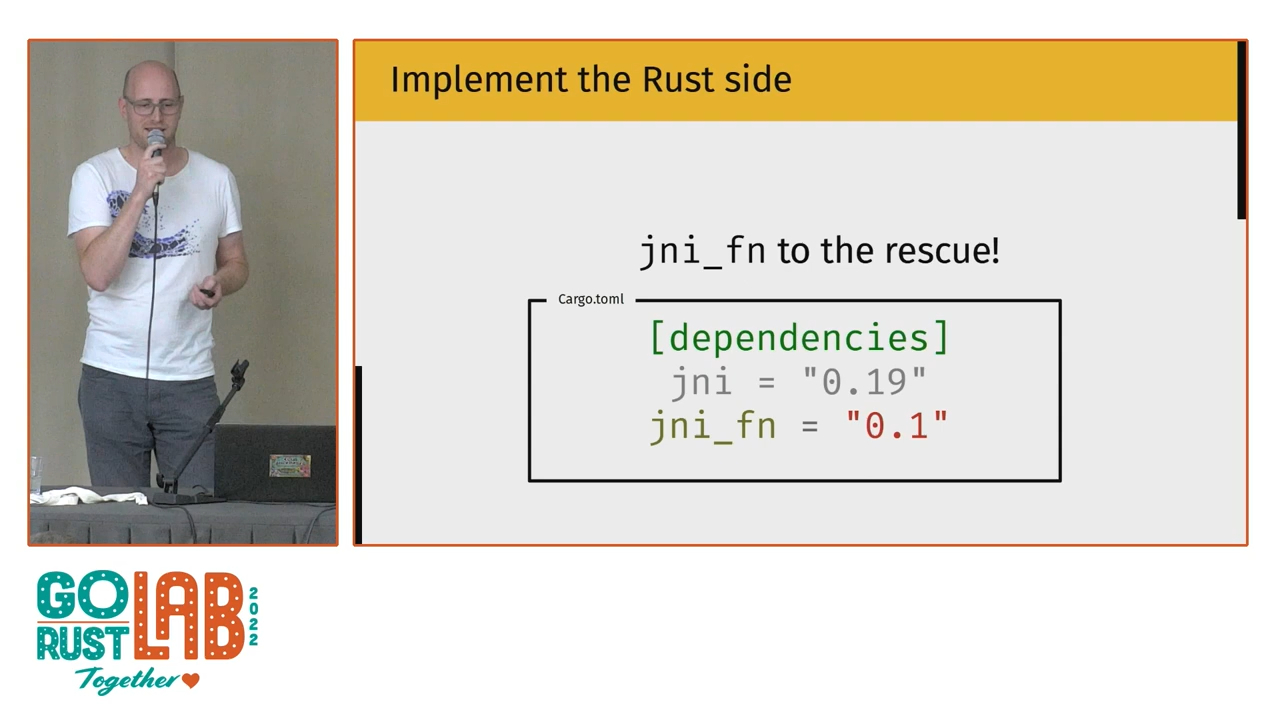 Implement the Rust side
jni_fn to the rescue!
Cargo.toml
[dependencies]
jni = "0.19"
jni_fn = "0.1"
GO LAB 2022
RUST
Together